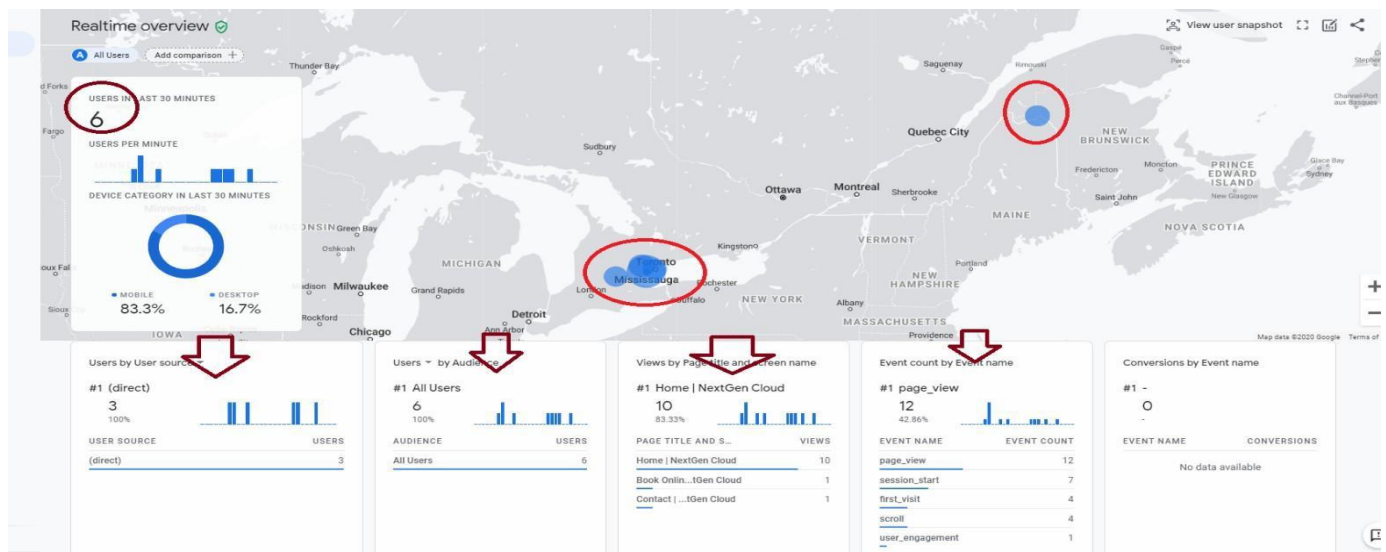 Realtime overview
View user snapshot
A All Users
Add comparison +
USERS IN LAST 30 MINUTES
6
USERS PER MINUTE
DEVICE CATEGORY IN LAST 30 MINUTES
MOBILE
83.3%
DESKTOP
16.7%
Thunder Bay
Saguenay
Rimouski
Gaspé
Percé
Fargo
Sudbury
Quebec City
NEW BRUNSWICK
Channel-Port
aux Basques
Glace Bay
Sydney
Moncton
PRINCE
EDWARD
ISLAND
New Glasgow
Fredericton
Saint John
NOVA SCOTIA
Ottawa
Montreal
Sherbrooke
MAINE
VERMONT
Green Bay
Oshkosh
Kingston
Toronto
Mississauga
MICHIGAN
Milwaukee
Grand Rapids
London
Rochester
NEW YORK
NEW
HAMPSHIRE
Portland
Albany
Rockford
Detroit
Ann Arbor
MASSACHUSETTS
Chicago
IOWA
Providence
Map data ©2020 Google
Terms of
Users by User source
#1 (direct)
3
100%
USER SOURCE USERS
(direct) 3
Users by Audience
#1 All Users
6
100%
AUDIENCE USERS
All Users 6
Views by Page title and screen name
#1 Home | NextGen Cloud
10
83.33%
PAGE TITLE AND S... VIEWS
Home | NextGen Cloud 10
Book Onlin...tGen Cloud 1
Contact | ...tGen Cloud 1
Event count by Event name
#1 page_view
12
42.86%
EVENT NAME EVENT COUNT
page_view 12
session_start 7
first_visit 4
scroll 4
user_engagement 1
Conversions by Event name
#1 -
0
-
EVENT NAME CONVERSIONS
No data available